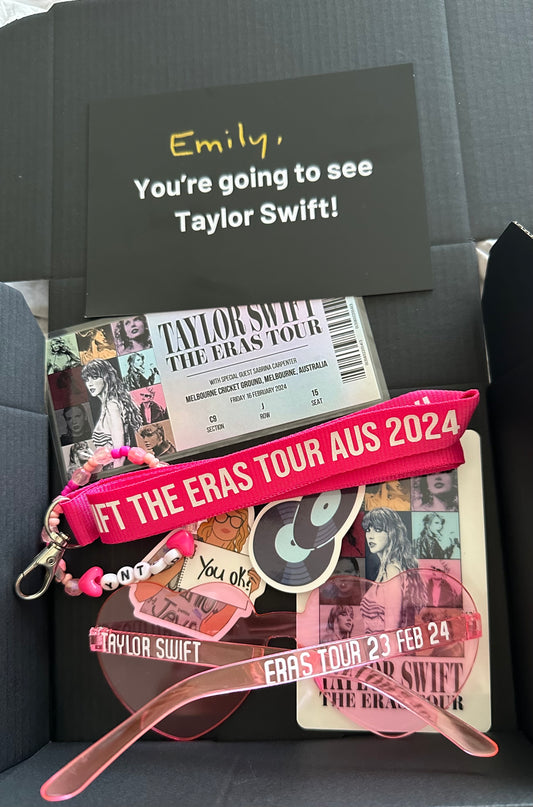 Emily,
You're going to see
Taylor Swift!
TAYLOR SWIFT
THE ERAS TOUR
WITH SPECIAL GUEST SABRINA CARPENTER
MELBOURNE CRICKET GROUND, MELBOURNE, AUSTRALIA
FRIDAY 16 FEBRUARY 2024
C9 J 15
SECTION ROW SEAT
IFT THE ERAS TOUR AUS 2024
YNT
You ok?
TAYLOR SWIFT
ERAS TOUR 23 FEB 24
TAYLOR SWIFT
THE ERAS TOUR